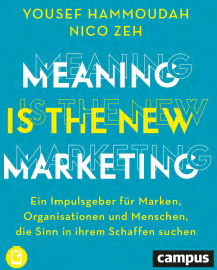 YOUSEF HAMMOUDAH
NICO ZEH
MEANING
IS THE NEW
MARKETING
Ein Impulsgeber für Marken,
Organisationen und Menschen,
die Sinn in ihrem Schaffen suchen
campus